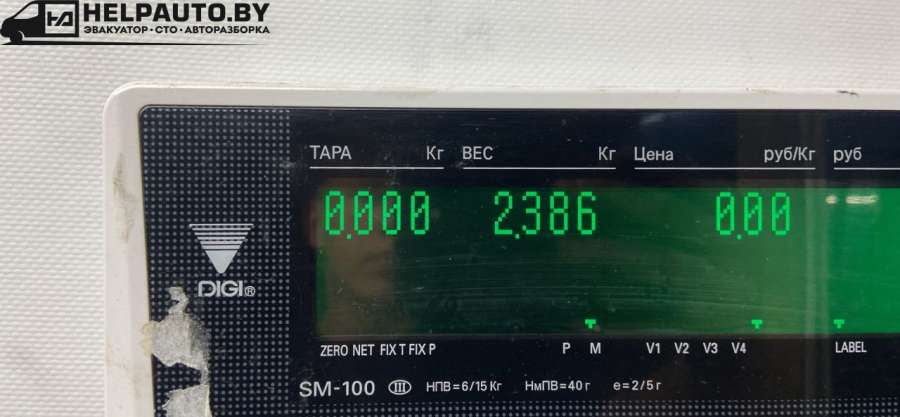 HELPAUTO.BY
ЭВАКУАТОР · СТО · АВТОРАЗБОРКА
ТАРА Кг ВЕС Кг Цена руб/Кг руб
0.000 2.386 0.00
DIGI®
ZERO NET FIX T FIX P P M V1 V2 V3 V4 LABEL
SM-100 III НПВ=6/15 Кг НмПВ=40 г e=2/5 г